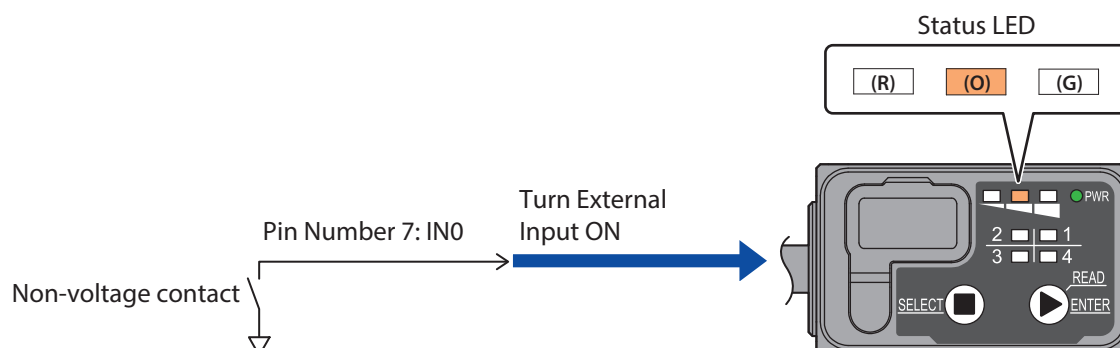 Status LED
(R) (O) (G)
PWR
Turn External
Input ON
Pin Number 7: IN0
2 1
3 4
Non-voltage contact
READ
SELECT ENTER